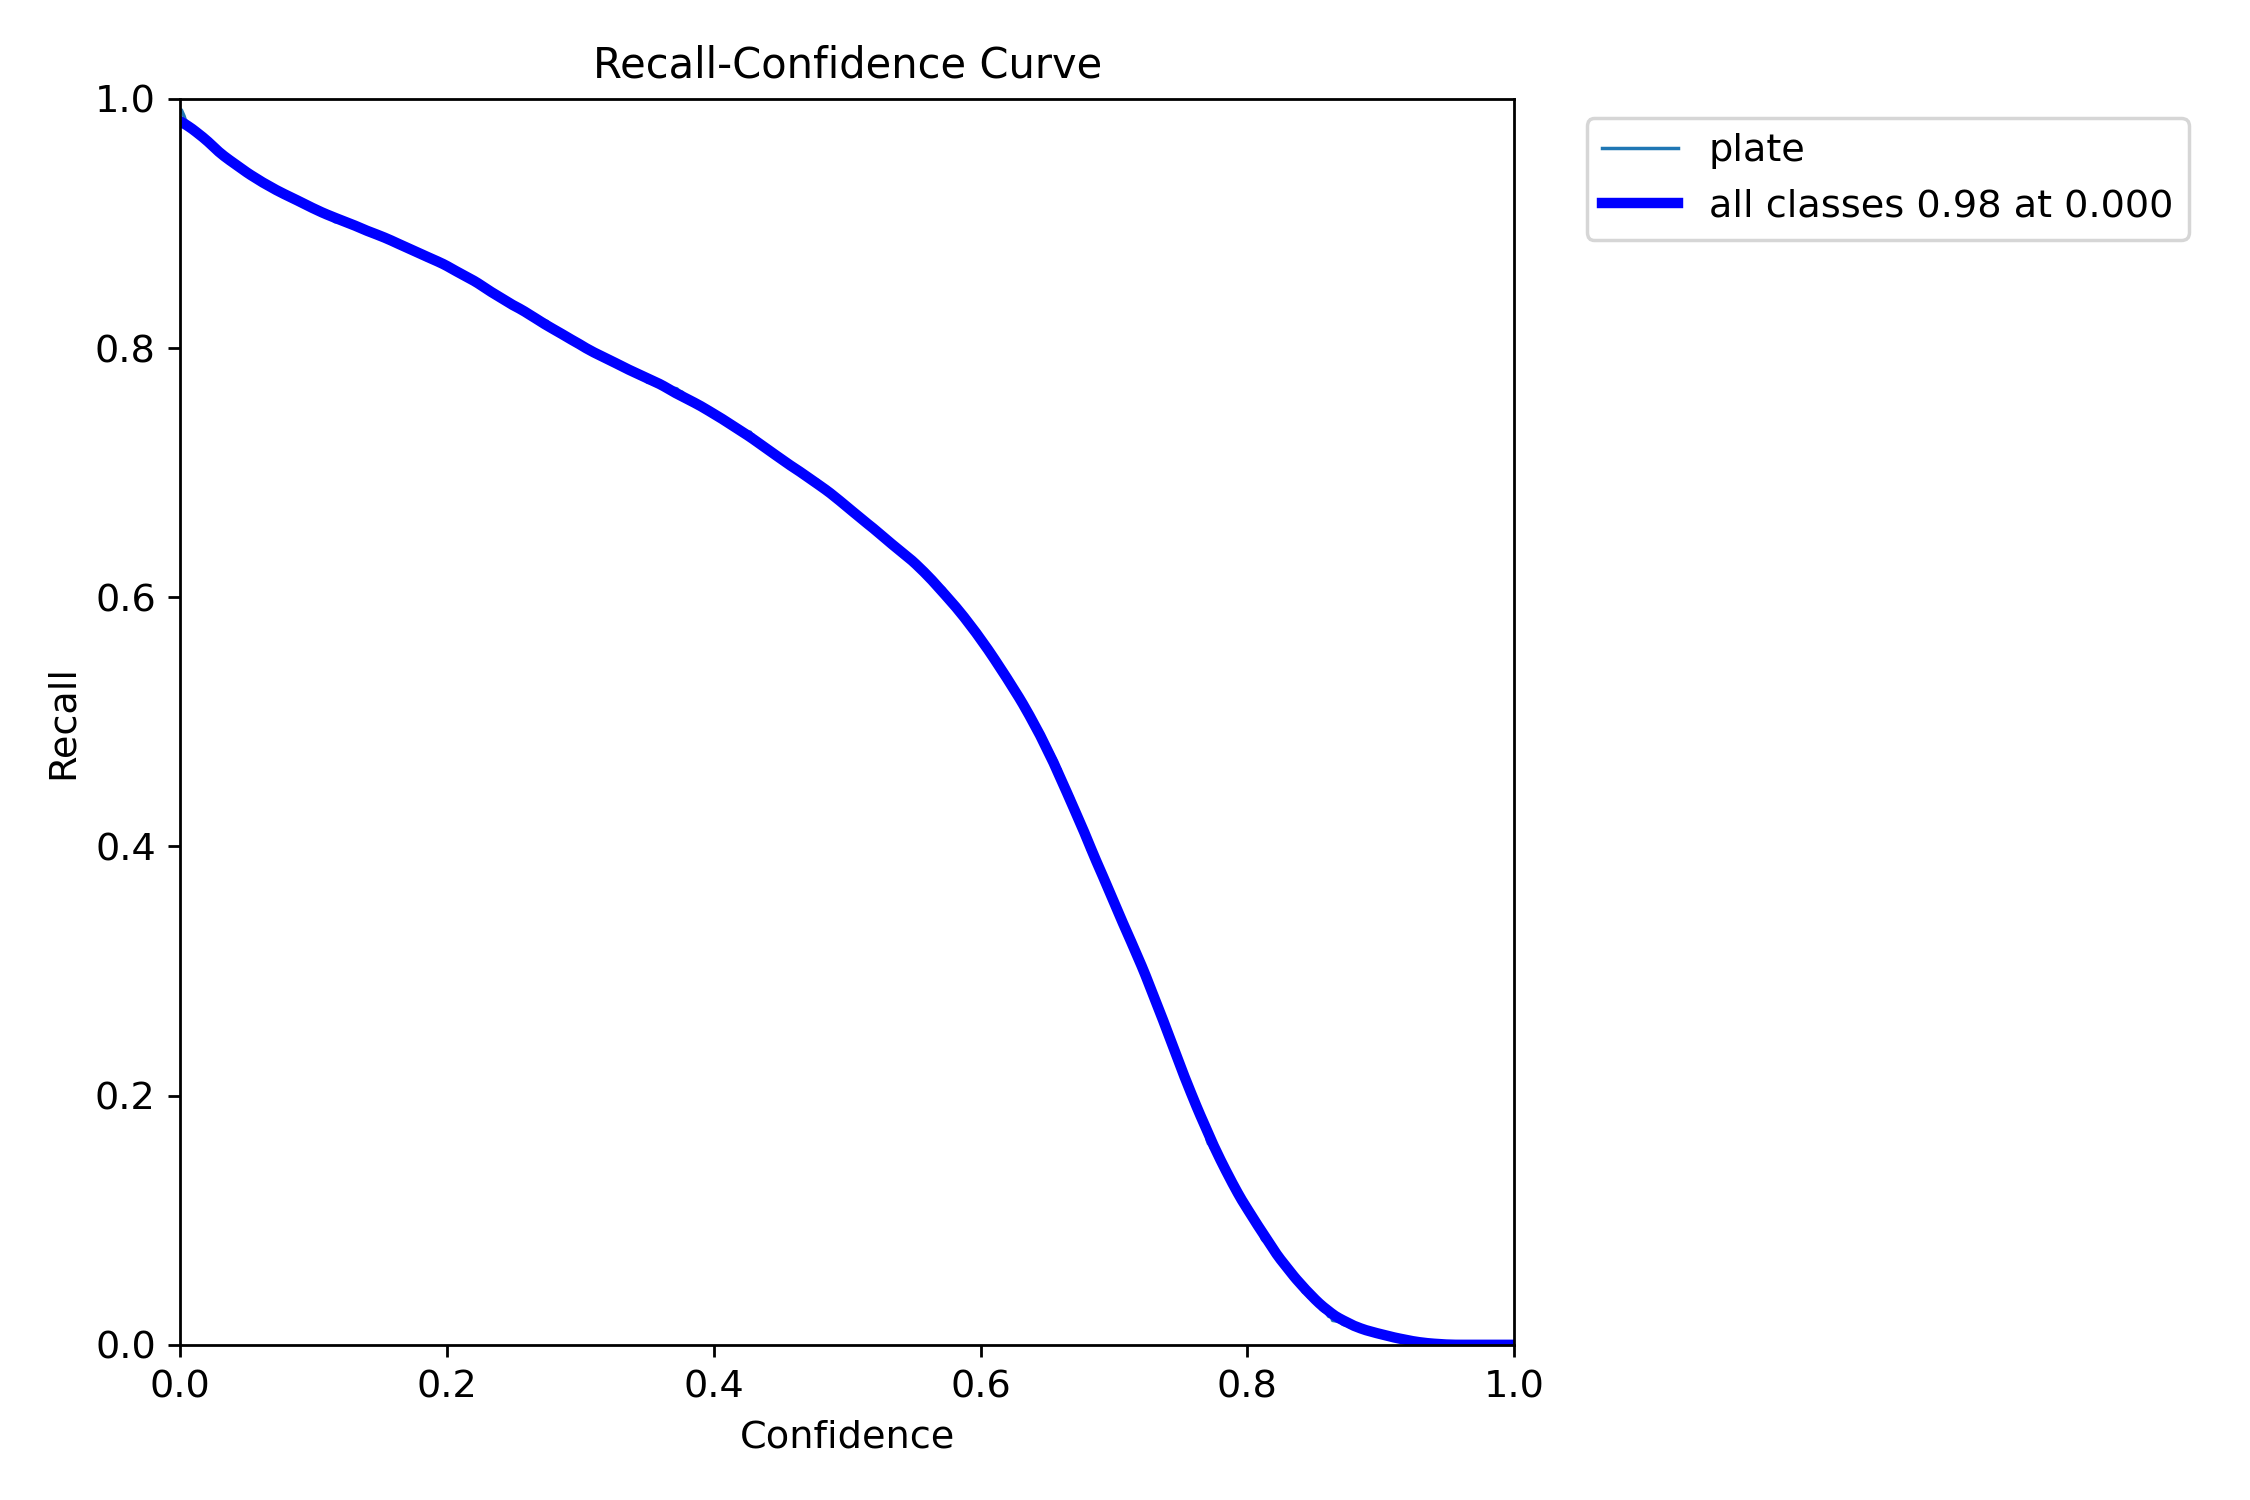 Recall-Confidence Curve
1.0
0.8
0.6
0.4
0.2
0.0
Recall
0.0 0.2 0.4 0.6 0.8 1.0
Confidence
plate
all classes 0.98 at 0.000